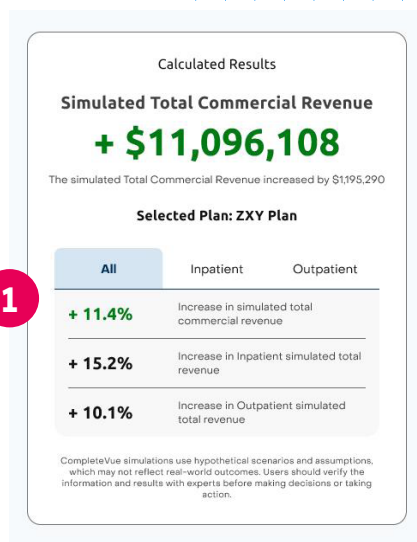 Calculated Results
Simulated Total Commercial Revenue
+ $11,096,108
The simulated Total Commercial Revenue increased by $1,195,290
Selected Plan: ZXY Plan
All Inpatient Outpatient
1
+ 11.4% Increase in simulated total
commercial revenue
+ 15.2% Increase in Inpatient simulated total
revenue
+ 10.1% Increase in Outpatient simulated
total revenue
CompleteVue simulations use hypothetical scenarios and assumptions,
which may not reflect real-world outcomes. Users should verify the
information and results with experts before making decisions or taking
action.